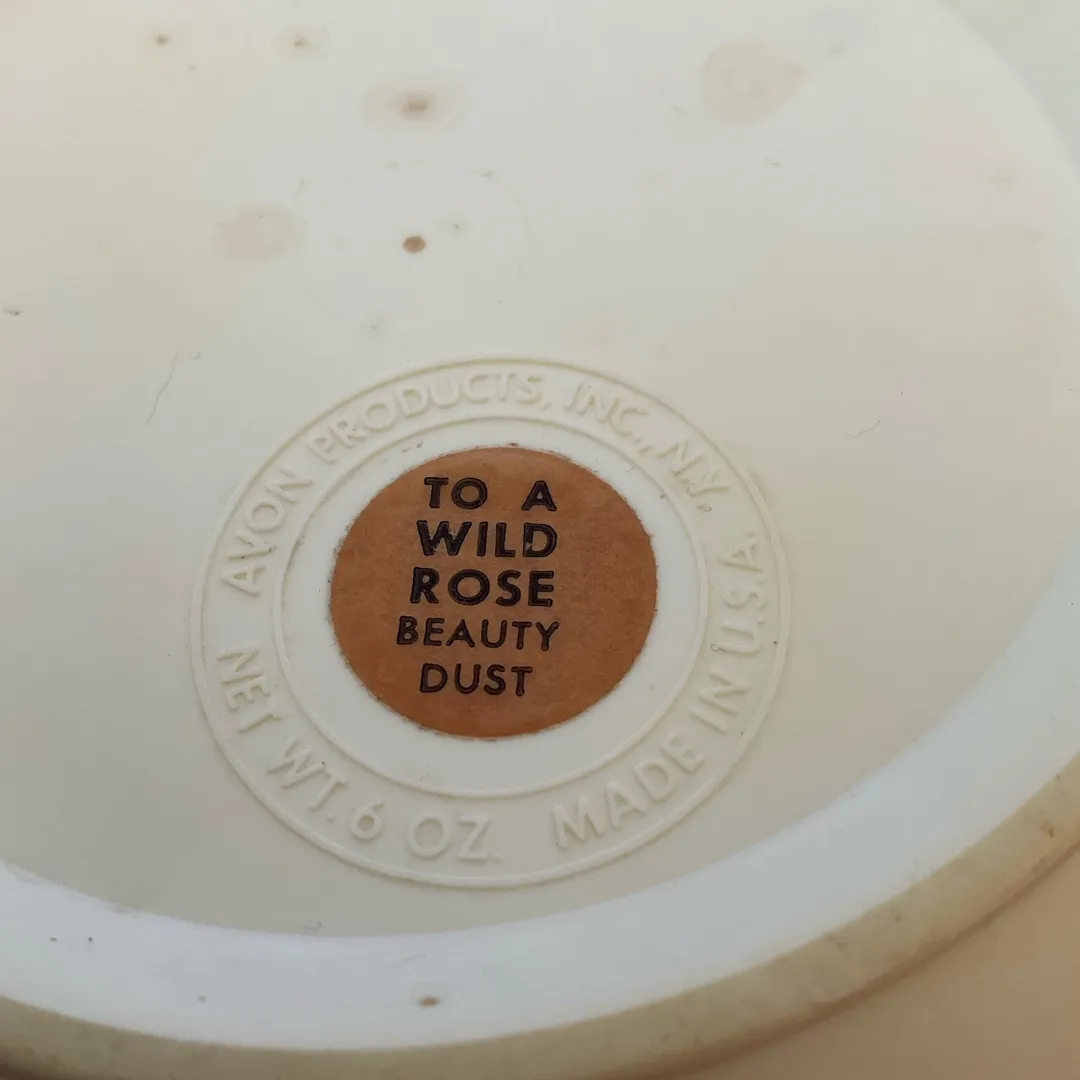 AVON PRODUCTS, INC., N.Y.
TO A
WILD
ROSE
BEAUTY
DUST
NET WT. 6 OZ.
MADE IN U.S.A.